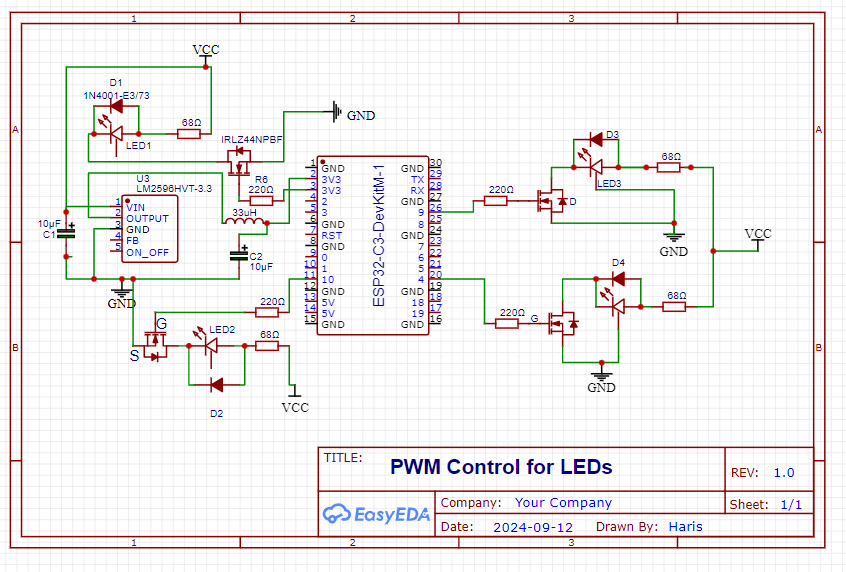 1 2 3
VCC
D1
1N4001-E3/73
68Ω
LED1
IRLZ44NPBF
GND
A A
U3
LM2596HVT-3.3
R6
220Ω
33uH
1 VIN
2 OUTPUT
3 GND
4 FB
5 ON_OFF
10µF
C1
C2
10µF
GND
ESP32-C3-DevKitM-1
1 GND
2 3V3
3 3V3
4 2
5 3
6 GND
7 RST
8 GND
9 0
10 1
11 10
12 GND
13 5V
14 5V
15 GND
GND 30
TX 29
RX 28
GND 27
9 26
8 25
GND 24
7 23
6 22
5 21
4 20
GND 19
18 18
19 17
GND 16
220Ω
D
D3
LED3
68Ω
GND
VCC
D4
68Ω
220Ω
G
GND
220Ω
G
S
LED2
68Ω
D2
VCC
B B
TITLE:
PWM Control for LEDs
REV: 1.0
EasyEDA
Company: Your Company
Sheet: 1/1
Date: 2024-09-12 Drawn By: Haris
1 2 3